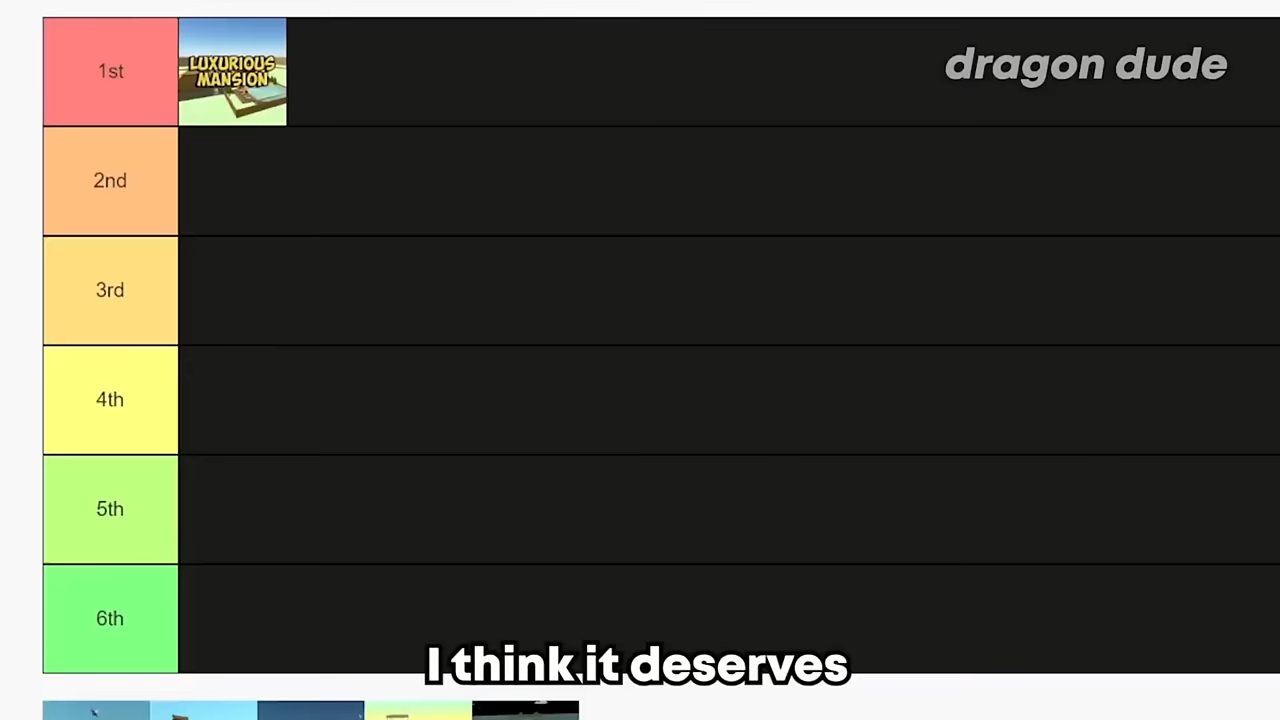 1st
LUXURIOUS
MANSION
dragon dude
2nd
3rd
4th
5th
6th
I think it deserves